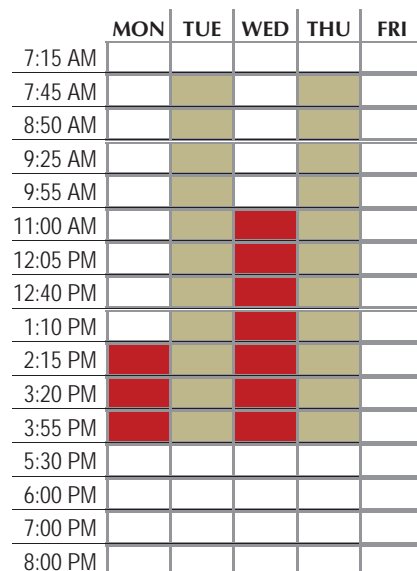 MON TUE WED THU FRI
7:15 AM
7:45 AM
8:50 AM
9:25 AM
9:55 AM
11:00 AM
12:05 PM
12:40 PM
1:10 PM
2:15 PM
3:20 PM
3:55 PM
5:30 PM
6:00 PM
7:00 PM
8:00 PM